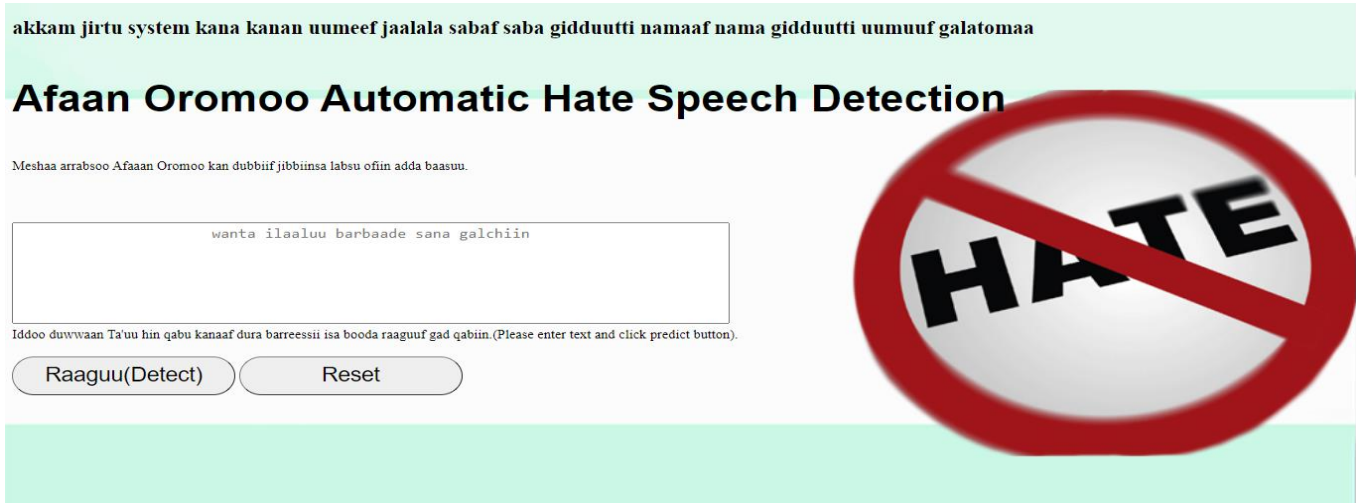 akkam jirtu system kana kanan uumeef jaalala sabaf saba gidduutti namaaf nama gidduutti uumuuf galatomaa
Afaan Oromoo Automatic Hate Speech Detection
Meshaa arrabsoo Afaaan Oromoo kan dubbiif jibbiinsa labsu ofiin adda baasuu.
wanta ilaaluu barbaade sana galchiin
Iddoo duwwaan Ta'uu hin qabu kanaaf dura barreessii isa booda raaguuf gad qabiin.(Please enter text and click predict button).
Raaguu(Detect)
Reset
HATE